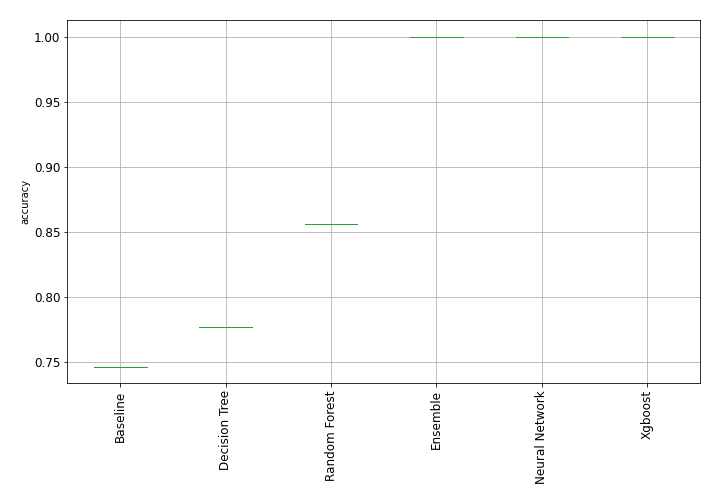 1.00
0.95
0.90
0.85
0.80
0.75
accuracy
Baseline
Decision Tree
Random Forest
Ensemble
Neural Network
Xgboost